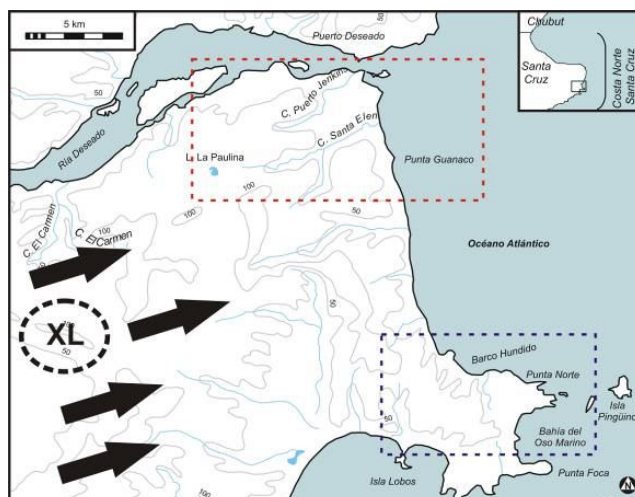 5 km
Puerto Deseado
Chubut
Santa Cruz
Costa Norte
Santa Cruz
50
C. Puerto Jenkins
C. Santa Elen
Ría Deseado
L. La Paulina
Punta Guanaco
100
100
50
C. El Carmen
C. El Carmen
100
Océano Atlántico
XL
50
Barco Hundido
Punta Norte
Isla
Pingüino
50
Bahía del
Oso Marino
Isla Lobos
Punta Foca
N